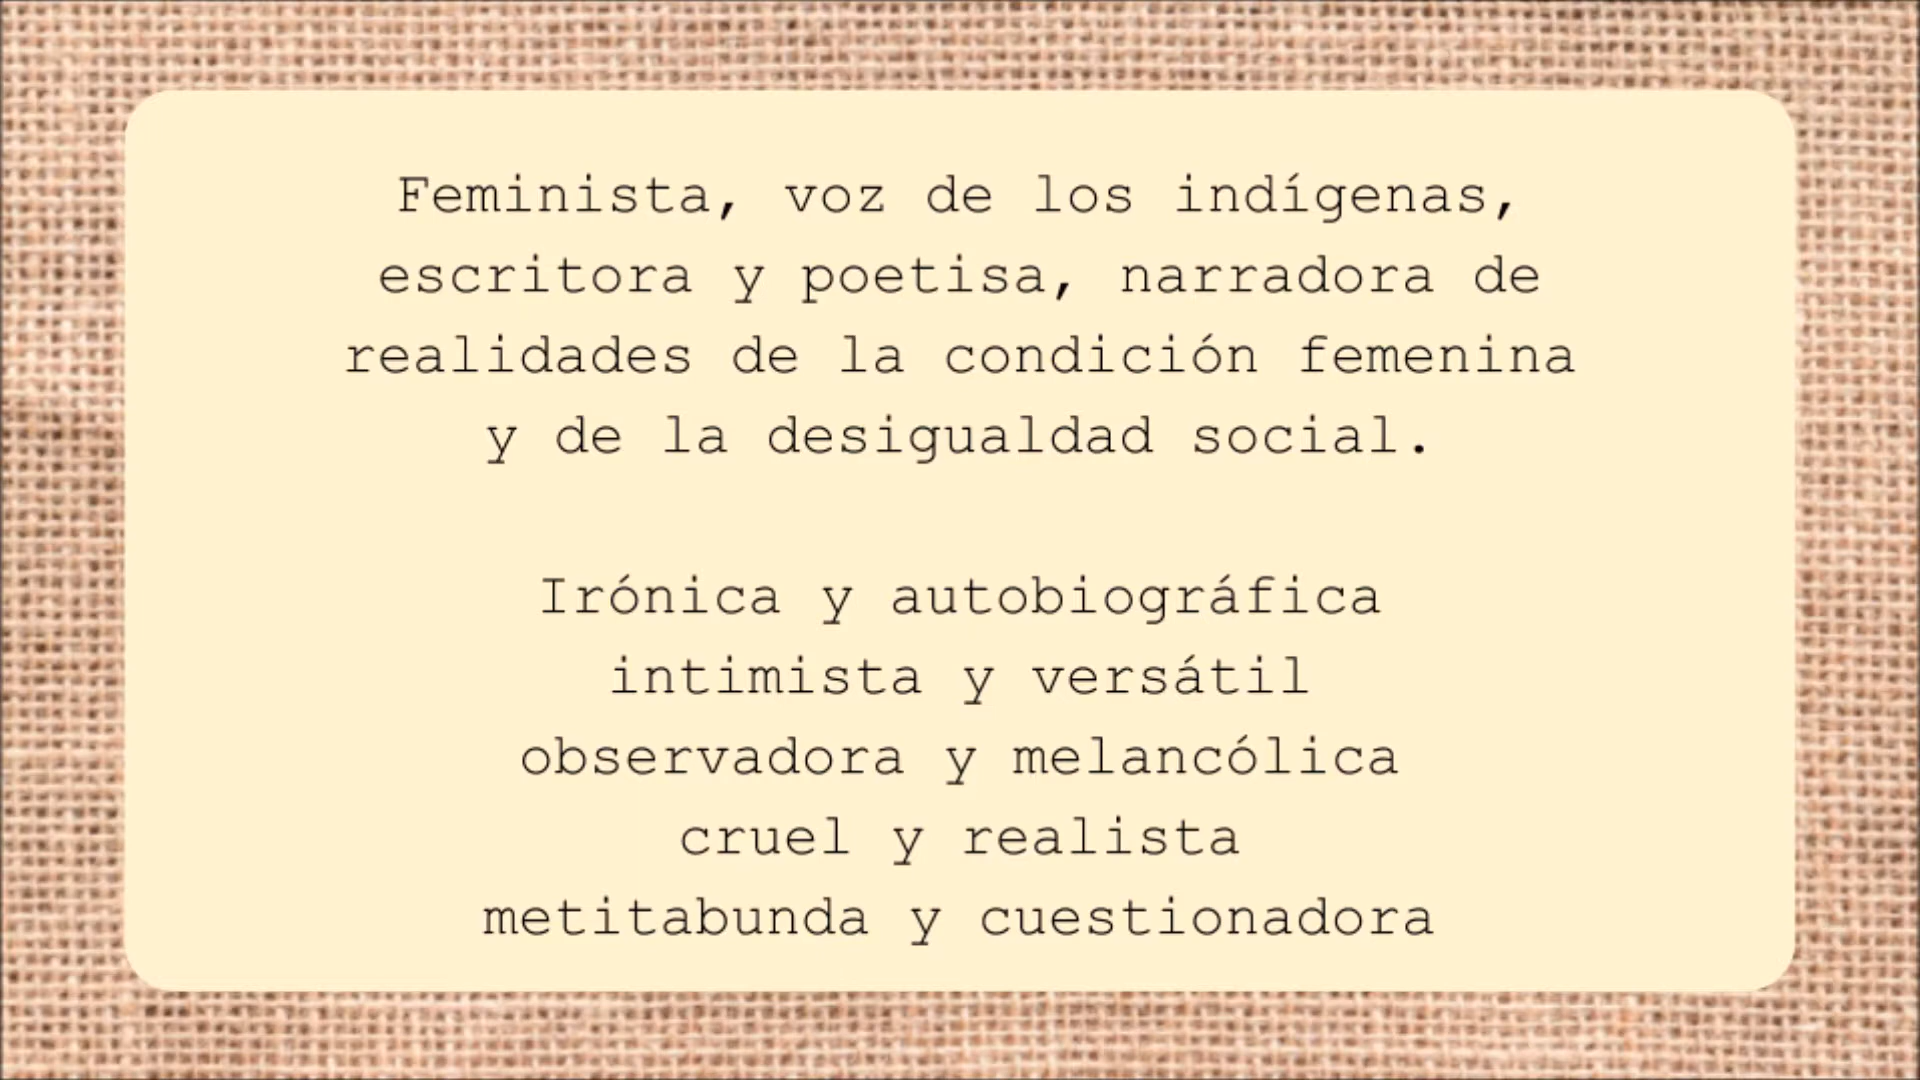 Feminista, voz de los indígenas,
escritora y poetisa, narradora de
realidades de la condición femenina
y de la desigualdad social.
Irónica y autobiográfica
intimista y versátil
observadora y melancólica
cruel y realista
metitabunda y cuestionadora